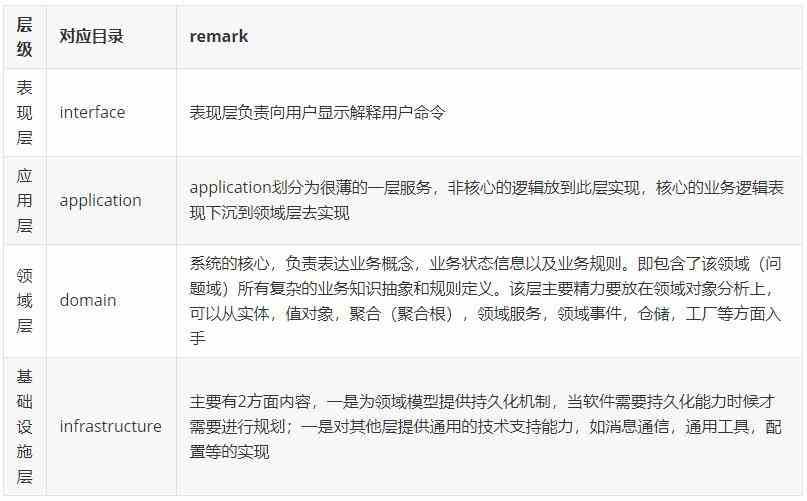 层级 对应目录 remark
表现层 interface 表现层负责向用户显示解释用户命令
应用层 application application划分为很薄的一层服务，非核心的逻辑放到此层实现，核心的业务逻辑表
现下沉到领域层去实现
领域层 domain 系统的核心，负责表达业务概念，业务状态信息以及业务规则。即包含了该领域（问
题域）所有复杂的业务知识抽象和规则定义。该层主要精力要放在领域对象分析上，
可以从实体，值对象，聚合（聚合根），领域服务，领域事件，仓储，工厂等方面入
手
基础设施层 infrastructure 主要有2方面内容，一是为领域模型提供持久化机制，当软件需要持久化能力时候才
需要进行规划；一是对其他层提供通用的技术支持能力，如消息通信，通用工具，配
置等的实现